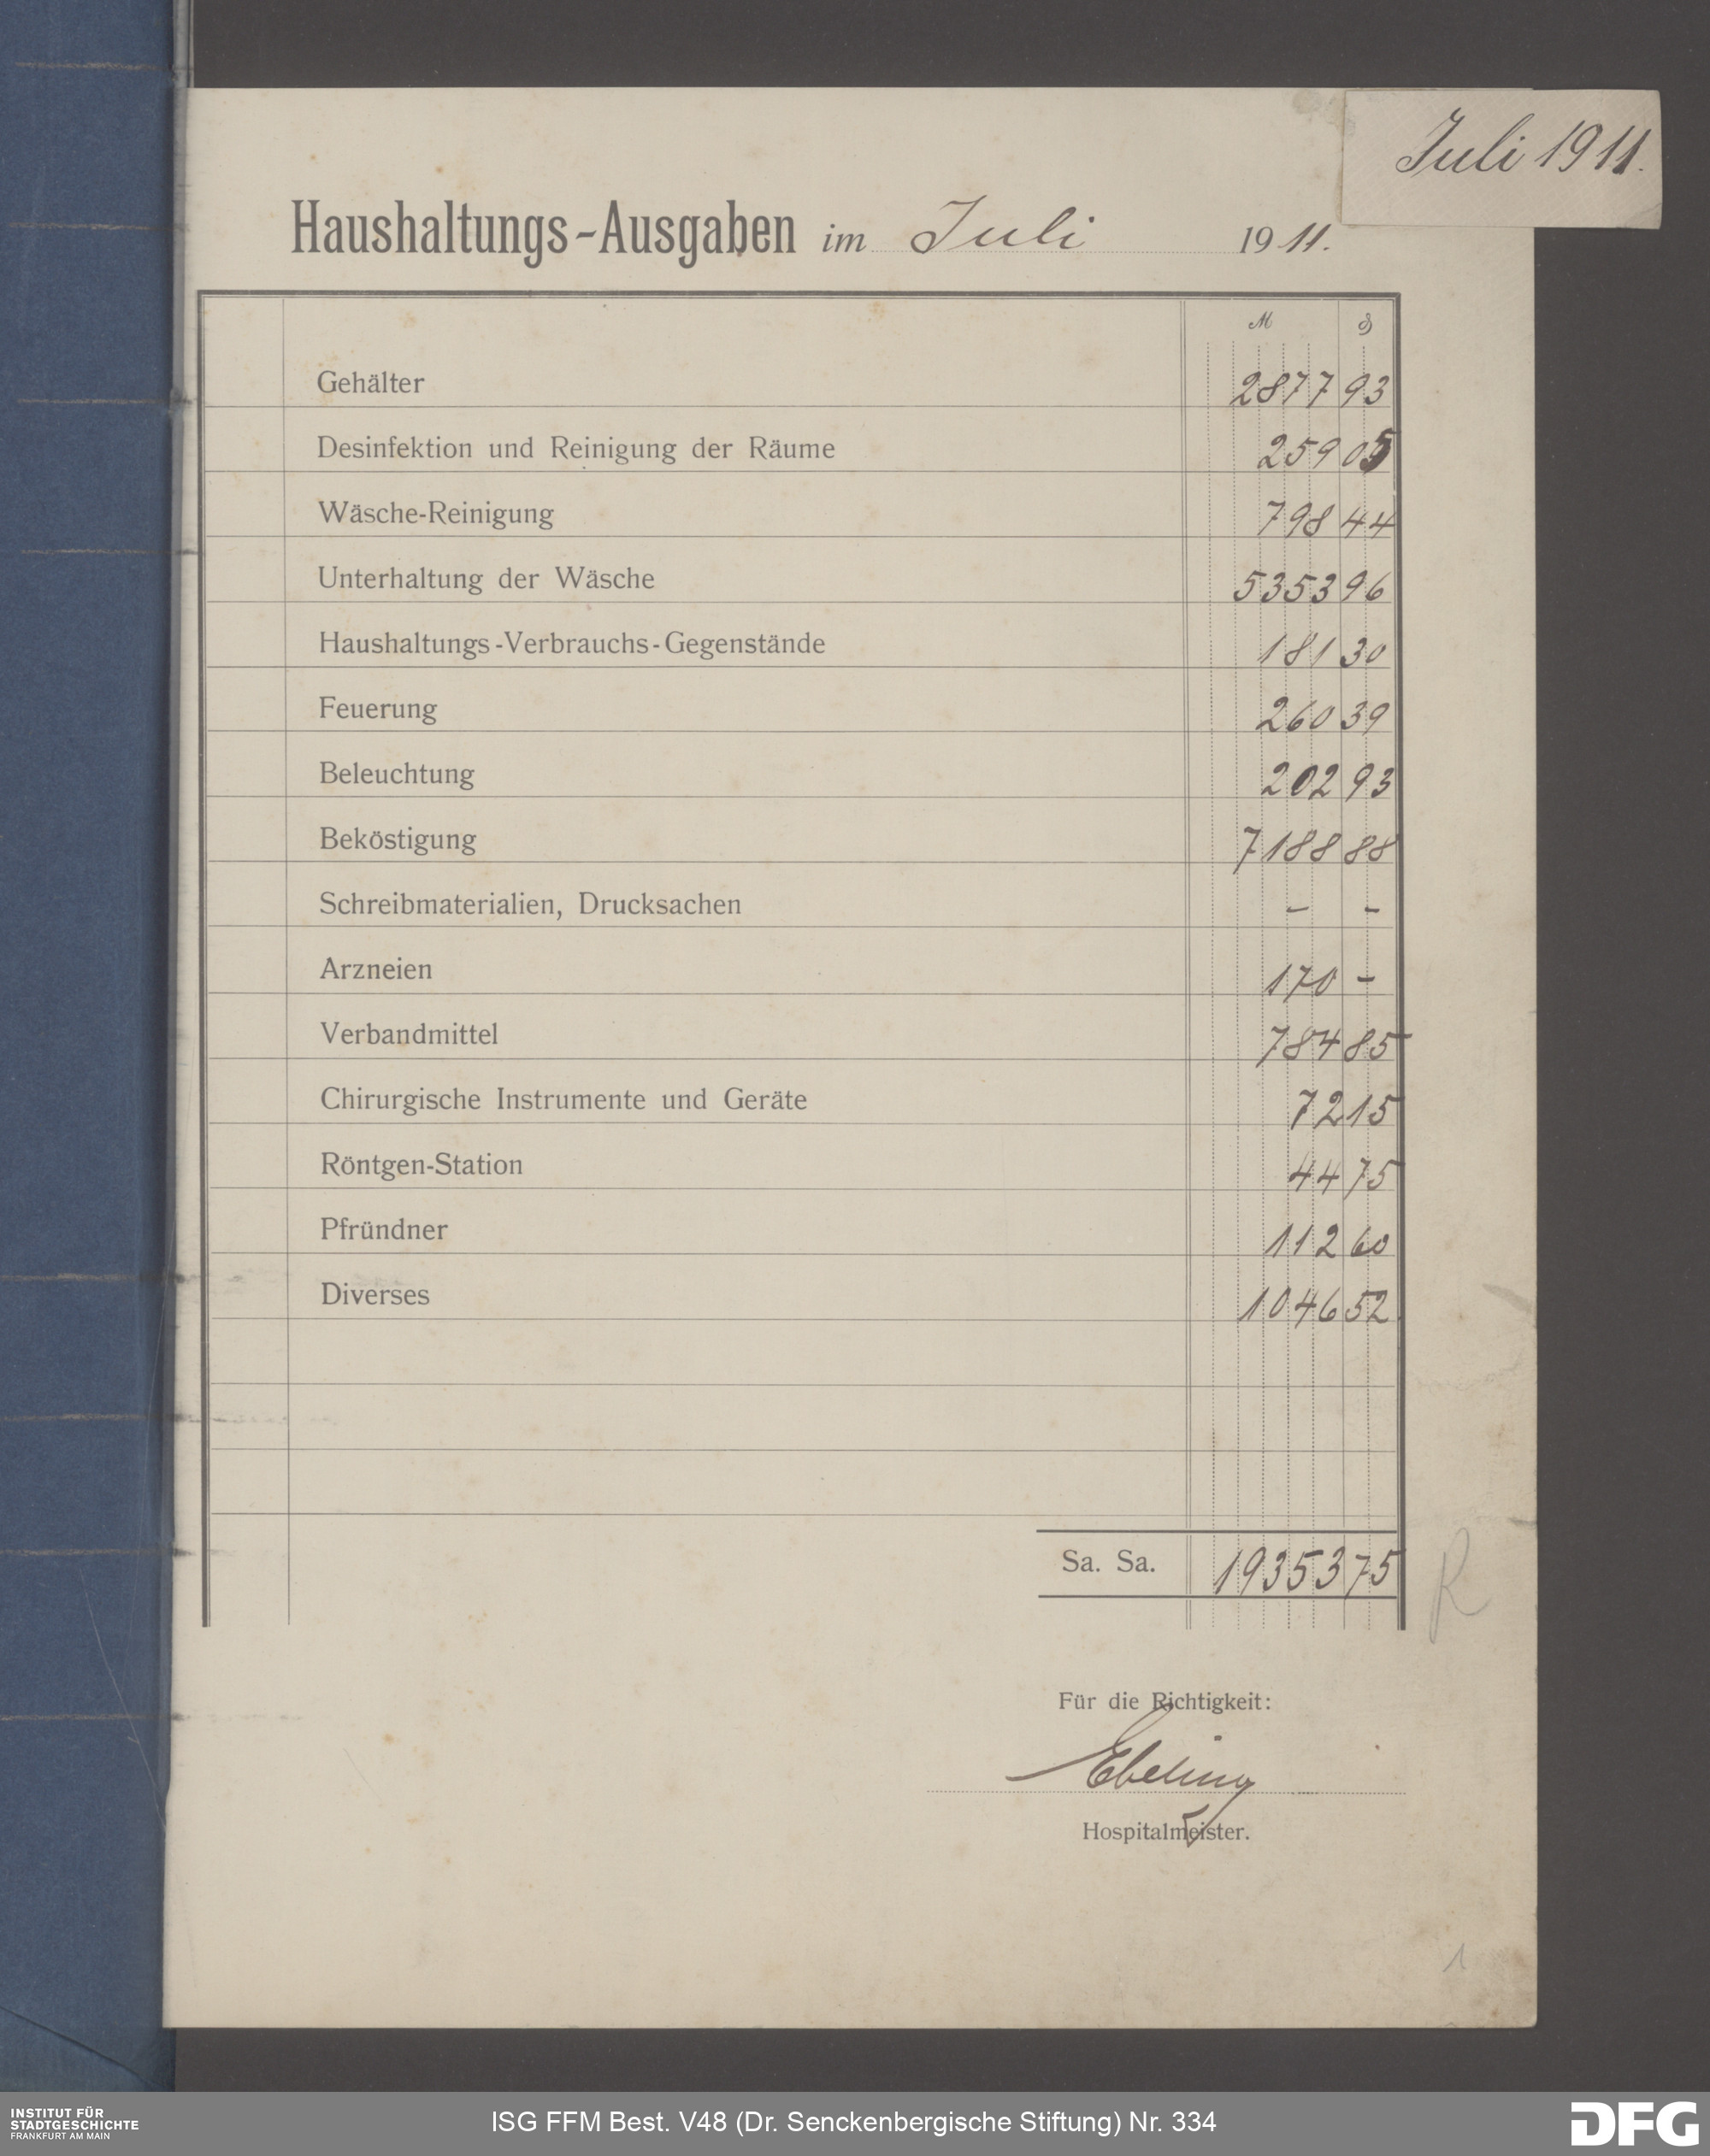 Juli 1911.
Haushaltungs-Ausgaben im Juli 1911.
M ₰
Gehälter 2877 93
Desinfektion und Reinigung der Räume 259 05
Wäsche-Reinigung 798 44
Unterhaltung der Wäsche 5353 96
Haushaltungs-Verbrauchs-Gegenstände 181 30
Feuerung 260 39
Beleuchtung 202 93
Beköstigung 7188 88
Schreibmaterialien, Drucksachen - -
Arzneien 170 -
Verbandmittel 784 85
Chirurgische Instrumente und Geräte 72 15
Röntgen-Station 44 75
Pfründner 112 60
Diverses 1046 52
Sa. Sa. 19353 75
R
Für die Richtigkeit:
Ebeling
Hospitalmeister.
1
INSTITUT FÜR
STADTGESCHICHTE
FRANKFURT AM MAIN
ISG FFM Best. V48 (Dr. Senckenbergische Stiftung) Nr. 334
DFG